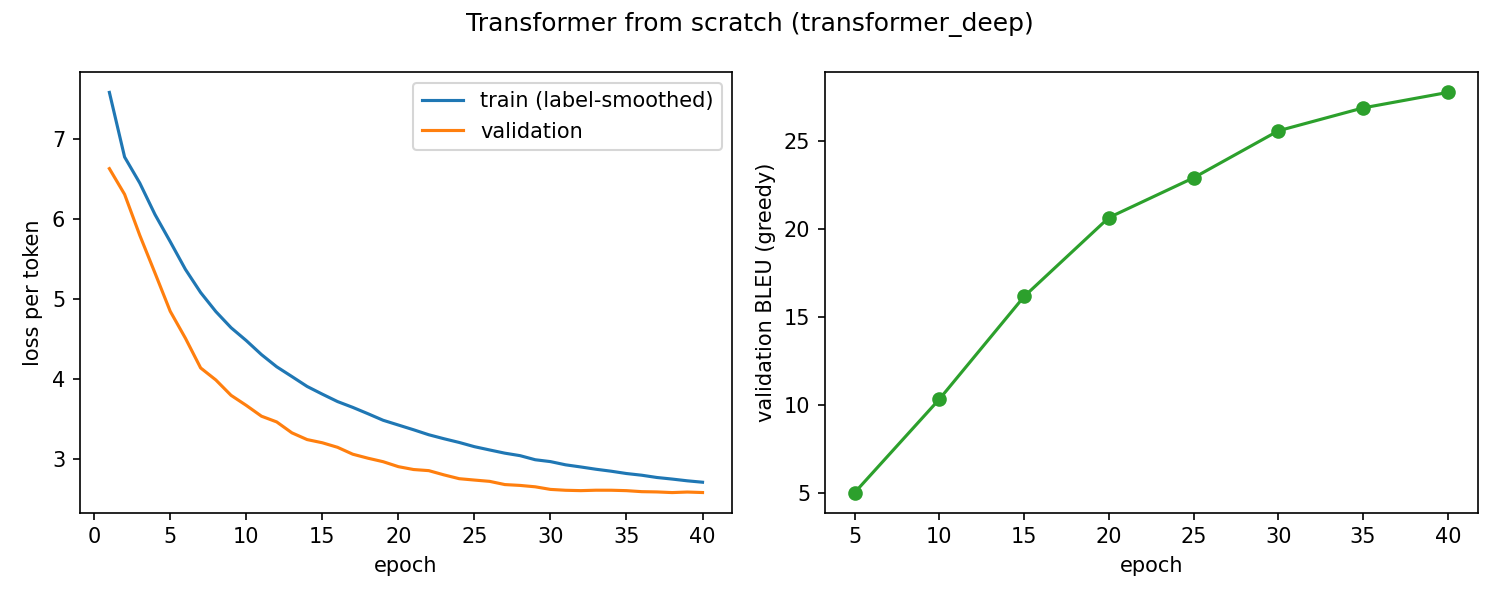 Transformer from scratch (transformer_deep)
train (label-smoothed)
validation
loss per token
7
6
5
4
3
0 5 10 15 20 25 30 35 40
epoch
validation BLEU (greedy)
25
20
15
10
5
5 10 15 20 25 30 35 40
epoch